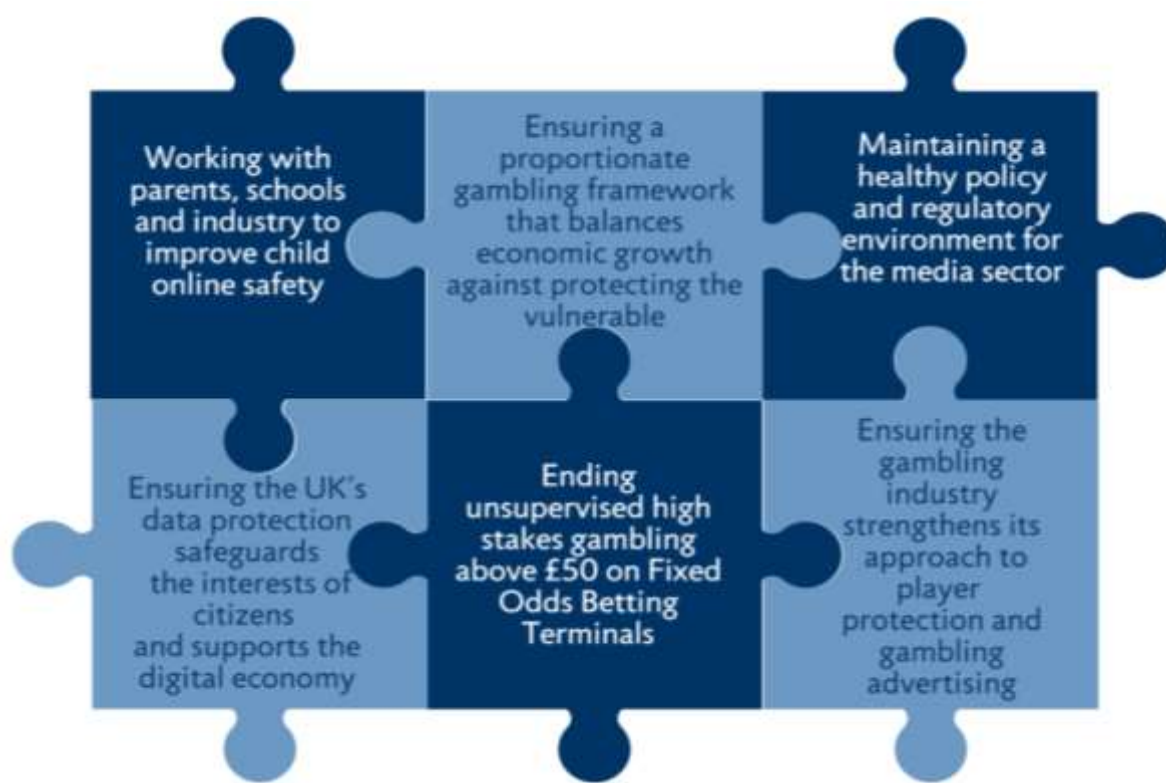 Working with
parents, schools
and industry to
improve child
online safety
Ensuring a
proportionate
gambling framework
that balances
economic growth
against protecting the
vulnerable
Maintaining a
healthy policy
and regulatory
environment for
the media sector
Ensuring the UK's
data protection
safeguards
the interests of
citizens
and supports the
digital economy
Ending
unsupervised high
stakes gambling
above £50 on Fixed
Odds Betting
Terminals
Ensuring the
gambling
industry
strengthens its
approach to
player
protection and
gambling
advertising